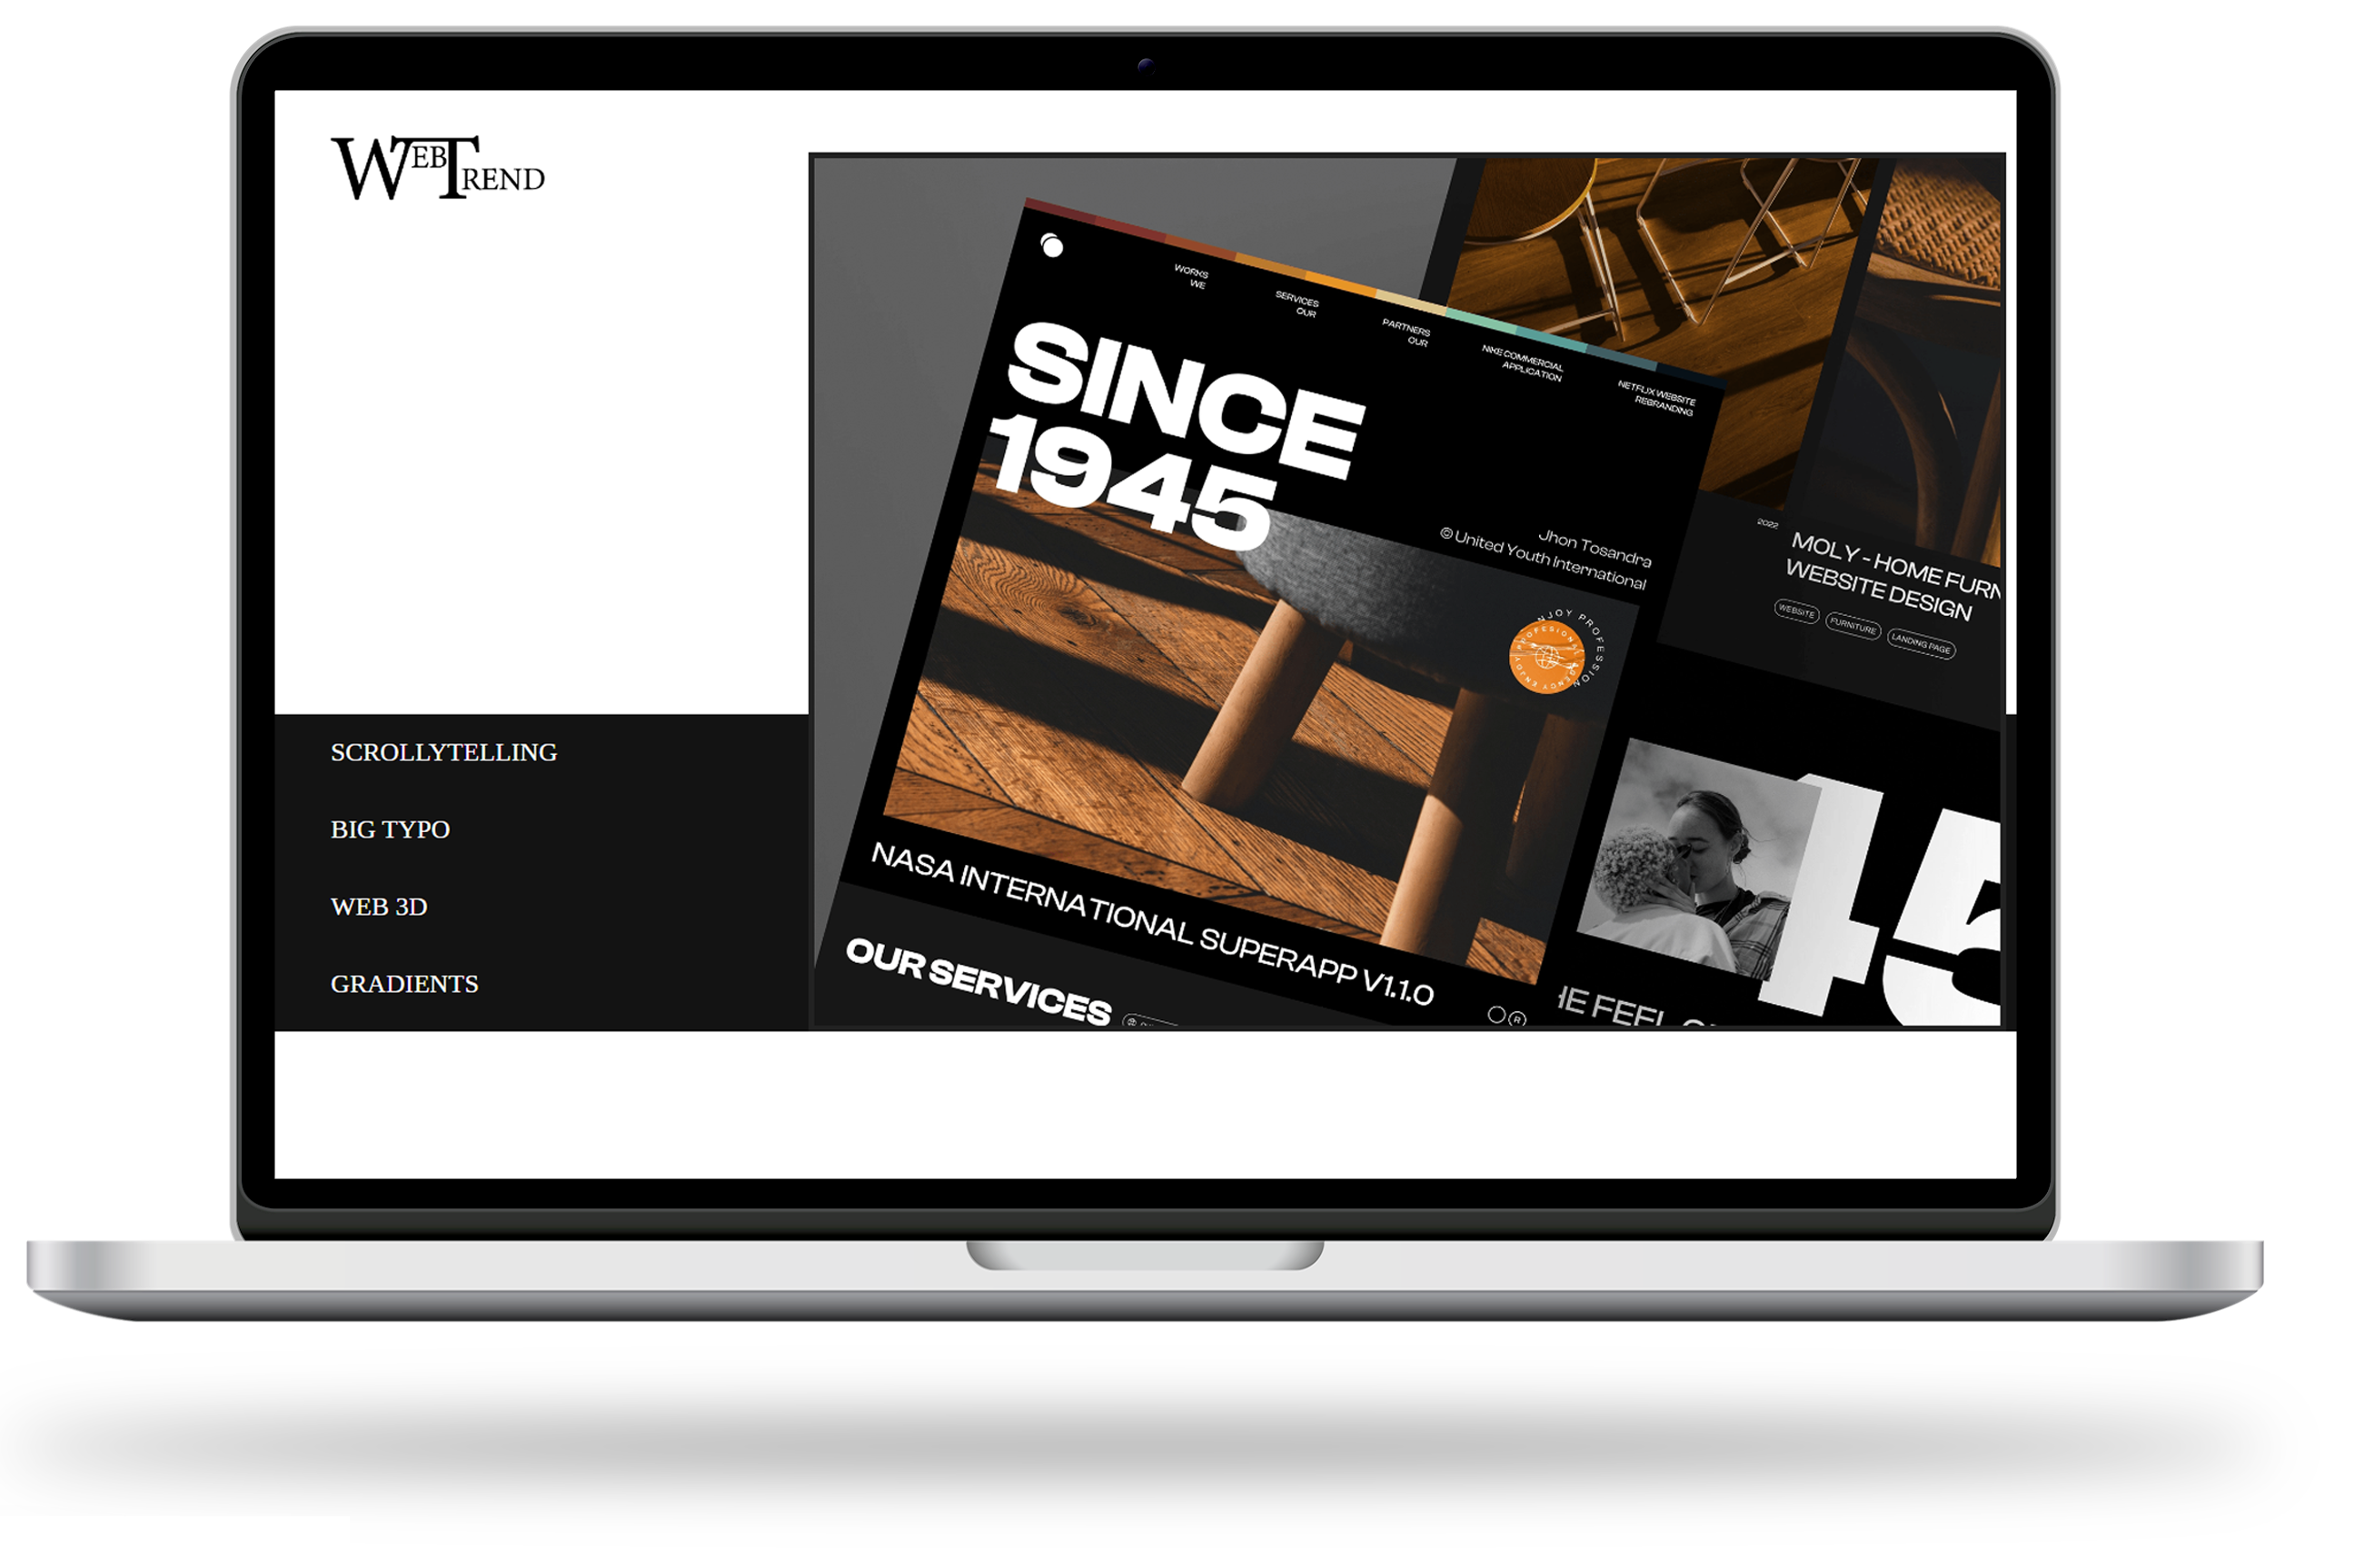 WEBTREND
SCROLLYTELLING
BIG TYPO
WEB 3D
GRADIENTS
WORKS
WE
SERVICES
OUR
PARTNERS
OUR
NIKE COMMERCIAL
APPLICATION
NETFLIX WEBSITE
REBRANDING
SINCE
1945
Jhon Tosandra
© United Youth International
NASA INTERNATIONAL SUPERAPP V1.1.0
OUR SERVICES
R
2022
MOLY - HOME FURN
WEBSITE DESIGN
WEBSITE
FURNITURE
LANDING PAGE
45
HE FEEL